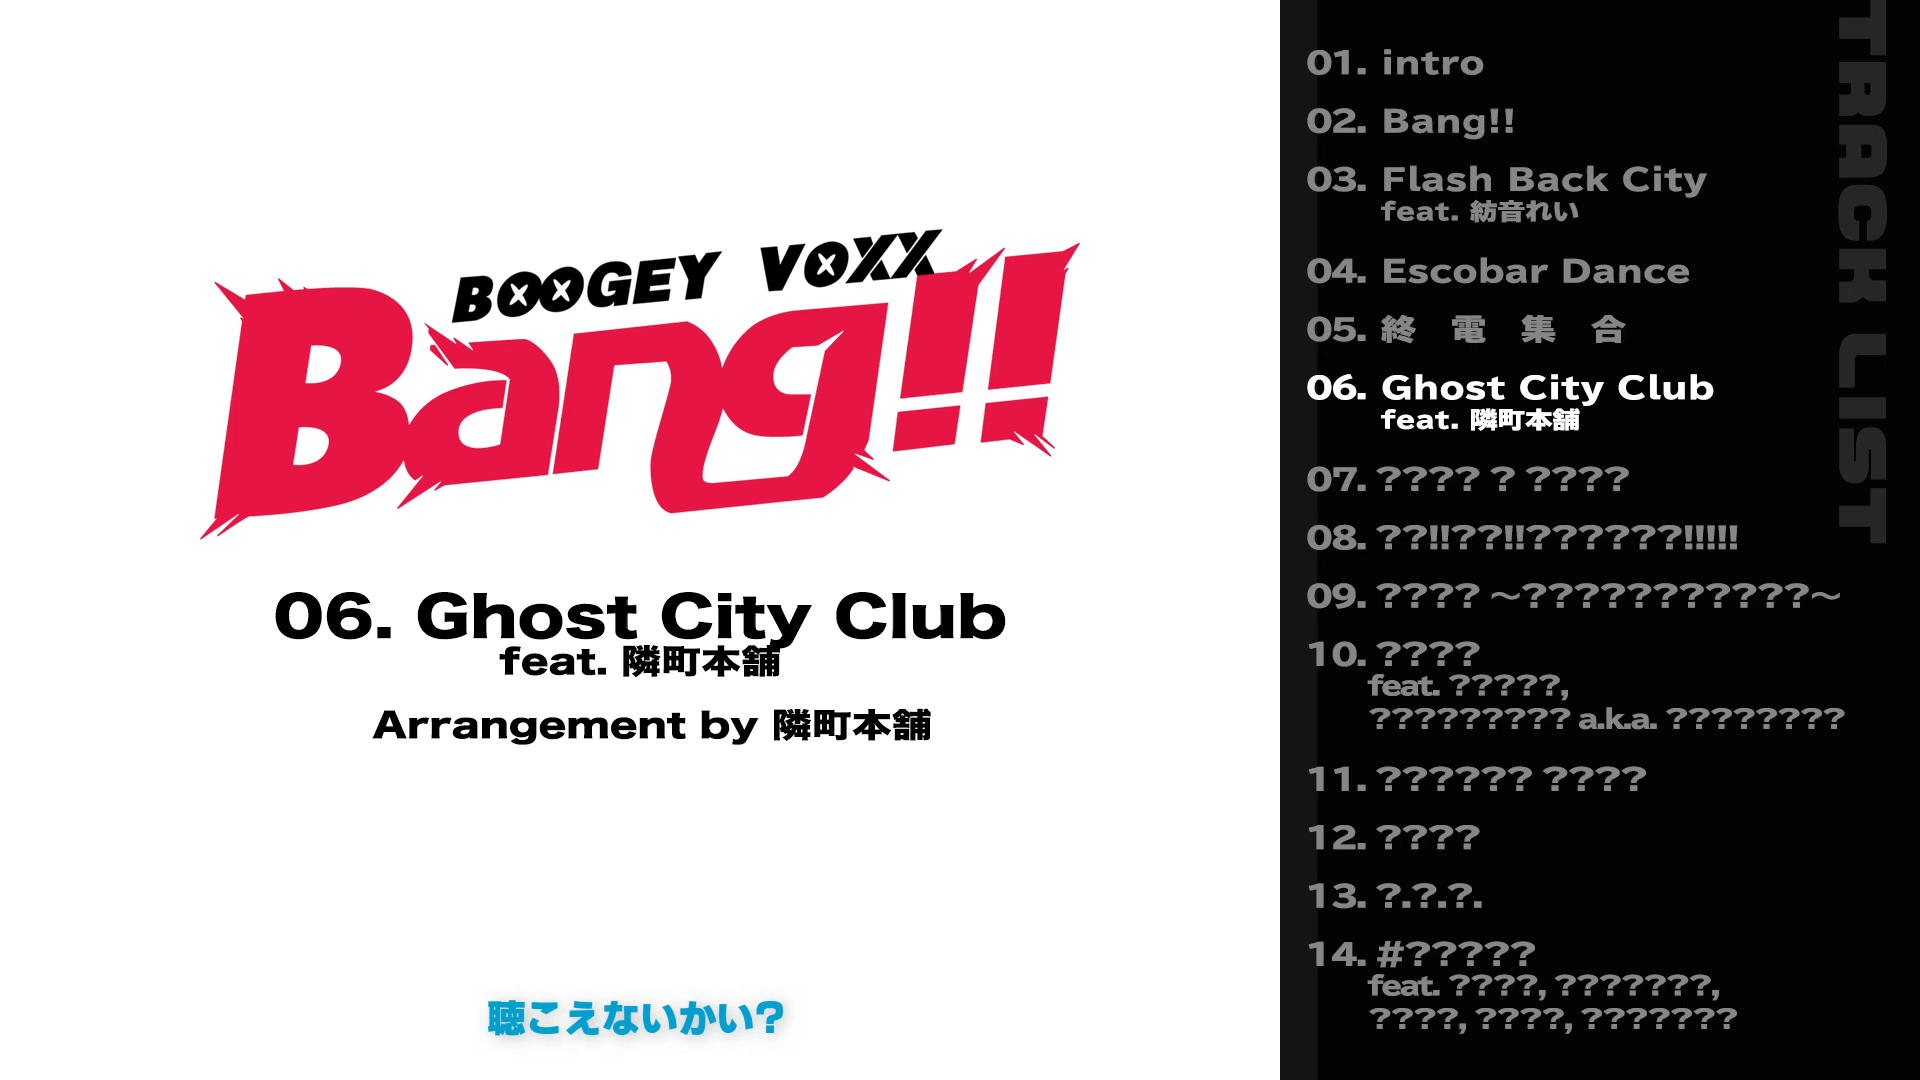 BOOGEY VOXX
Bang!!
06. Ghost City Club
feat. 隣町本舗
Arrangement by 隣町本舗
聴こえないかい?
TRACK LIST
01. intro
02. Bang!!
03. Flash Back City
feat. 紡音れい
04. Escobar Dance
05. 終 電 集 合
06. Ghost City Club
feat. 隣町本舗
07. ???? ? ????
08. ??!!??!!??????!!!!!
09. ???? ~???????????~
10. ????
feat. ?????,
????????? a.k.a. ????????
11. ?????? ????
12. ????
13. ?.?.?.
14. #?????
feat. ????, ???????,
????, ????, ???????